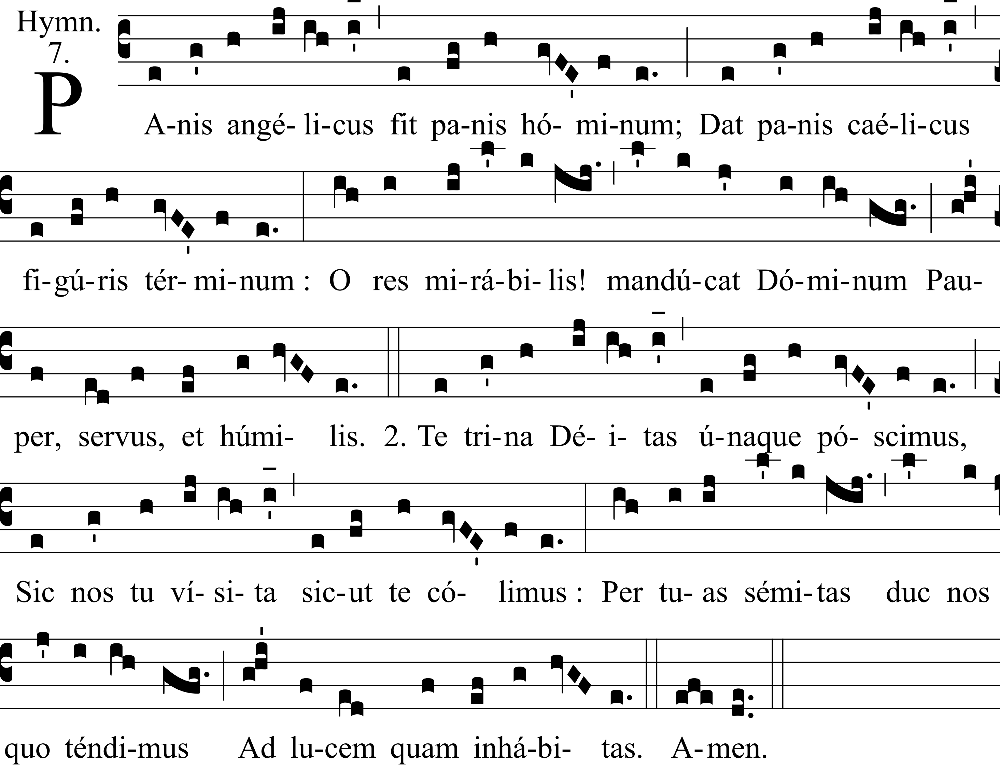 Hymn.
7.
PA-nis angé- li-cus fit pa-nis hó- mi-num; Dat pa-nis caé-li-cus
fi-gú-ris tér- mi-num : O res mi-rá-bi- lis! mandú-cat Dó-mi-num Pau-
per, servus, et húmi- lis. 2. Te tri-na Dé- i- tas ú-naque pó- scimus,
Sic nos tu ví- si- ta sic-ut te có- limus : Per tu- as sémi-tas duc nos
quo téndi-mus Ad lu-cem quam inhá-bi- tas. A-men.